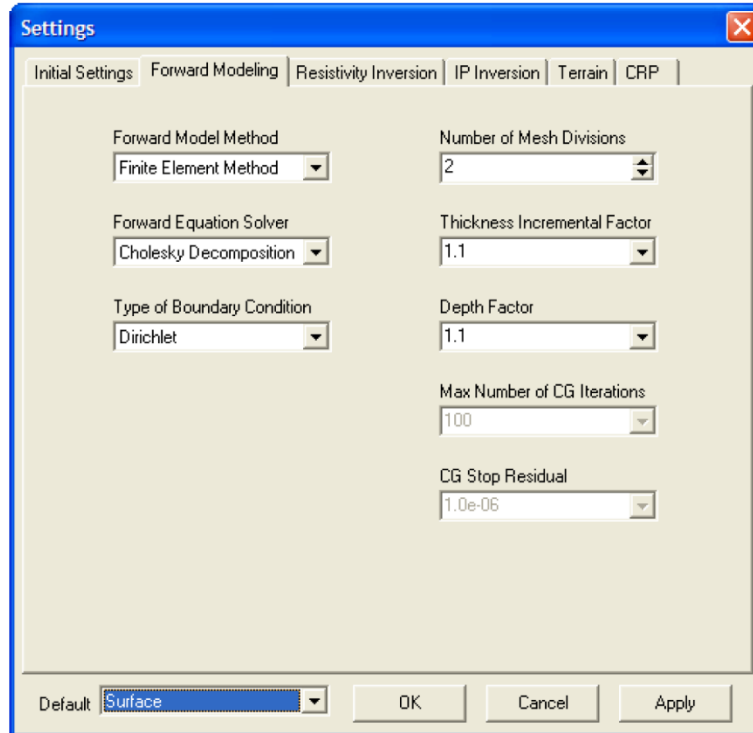 Settings
Initial Settings Forward Modeling Resistivity Inversion IP Inversion Terrain CRP
Forward Model Method
Finite Element Method
Forward Equation Solver
Cholesky Decomposition
Type of Boundary Condition
Dirichlet
Number of Mesh Divisions
2
Thickness Incremental Factor
1.1
Depth Factor
1.1
Max Number of CG Iterations
100
CG Stop Residual
1.0e-06
Default Surface OK Cancel Apply